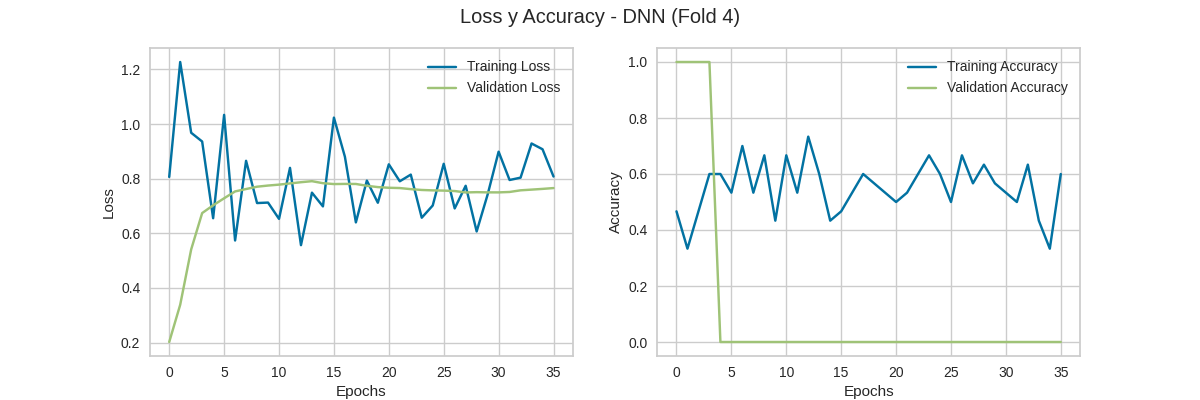 Loss y Accuracy - DNN (Fold 4)
Training Loss
Validation Loss
1.2
1.0
0.8
0.6
0.4
0.2
Loss
0 5 10 15 20 25 30 35
Epochs
Training Accuracy
Validation Accuracy
1.0
0.8
0.6
0.4
0.2
0.0
Accuracy
0 5 10 15 20 25 30 35
Epochs